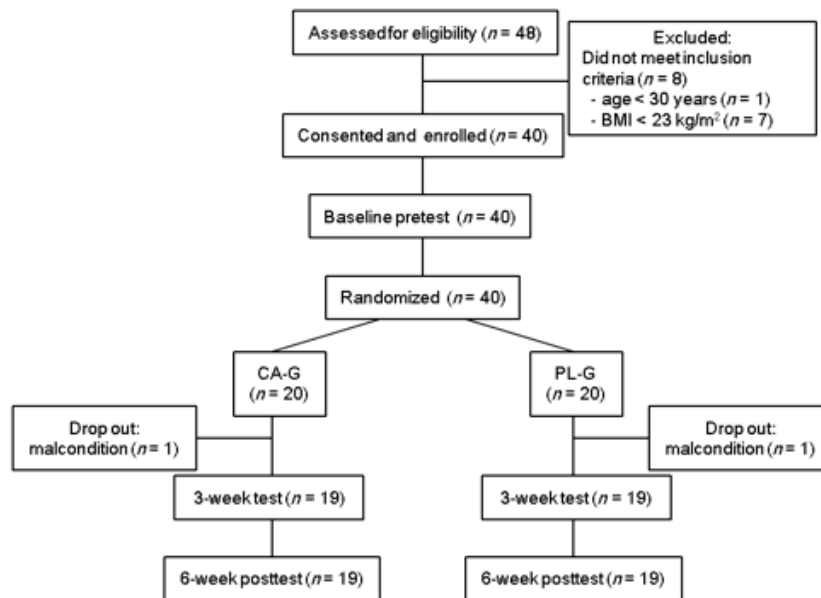 Assessed for eligibility (n = 48)
Excluded:
Did not meet inclusion
criteria (n = 8)
- age < 30 years (n = 1)
- BMI < 23 kg/m² (n = 7)
Consented and enrolled (n = 40)
Baseline pretest (n = 40)
Randomized (n = 40)
CA-G
(n = 20)
PL-G
(n = 20)
Drop out:
malcondition (n = 1)
Drop out:
malcondition (n = 1)
3-week test (n = 19)
3-week test (n = 19)
6-week posttest (n = 19)
6-week posttest (n = 19)